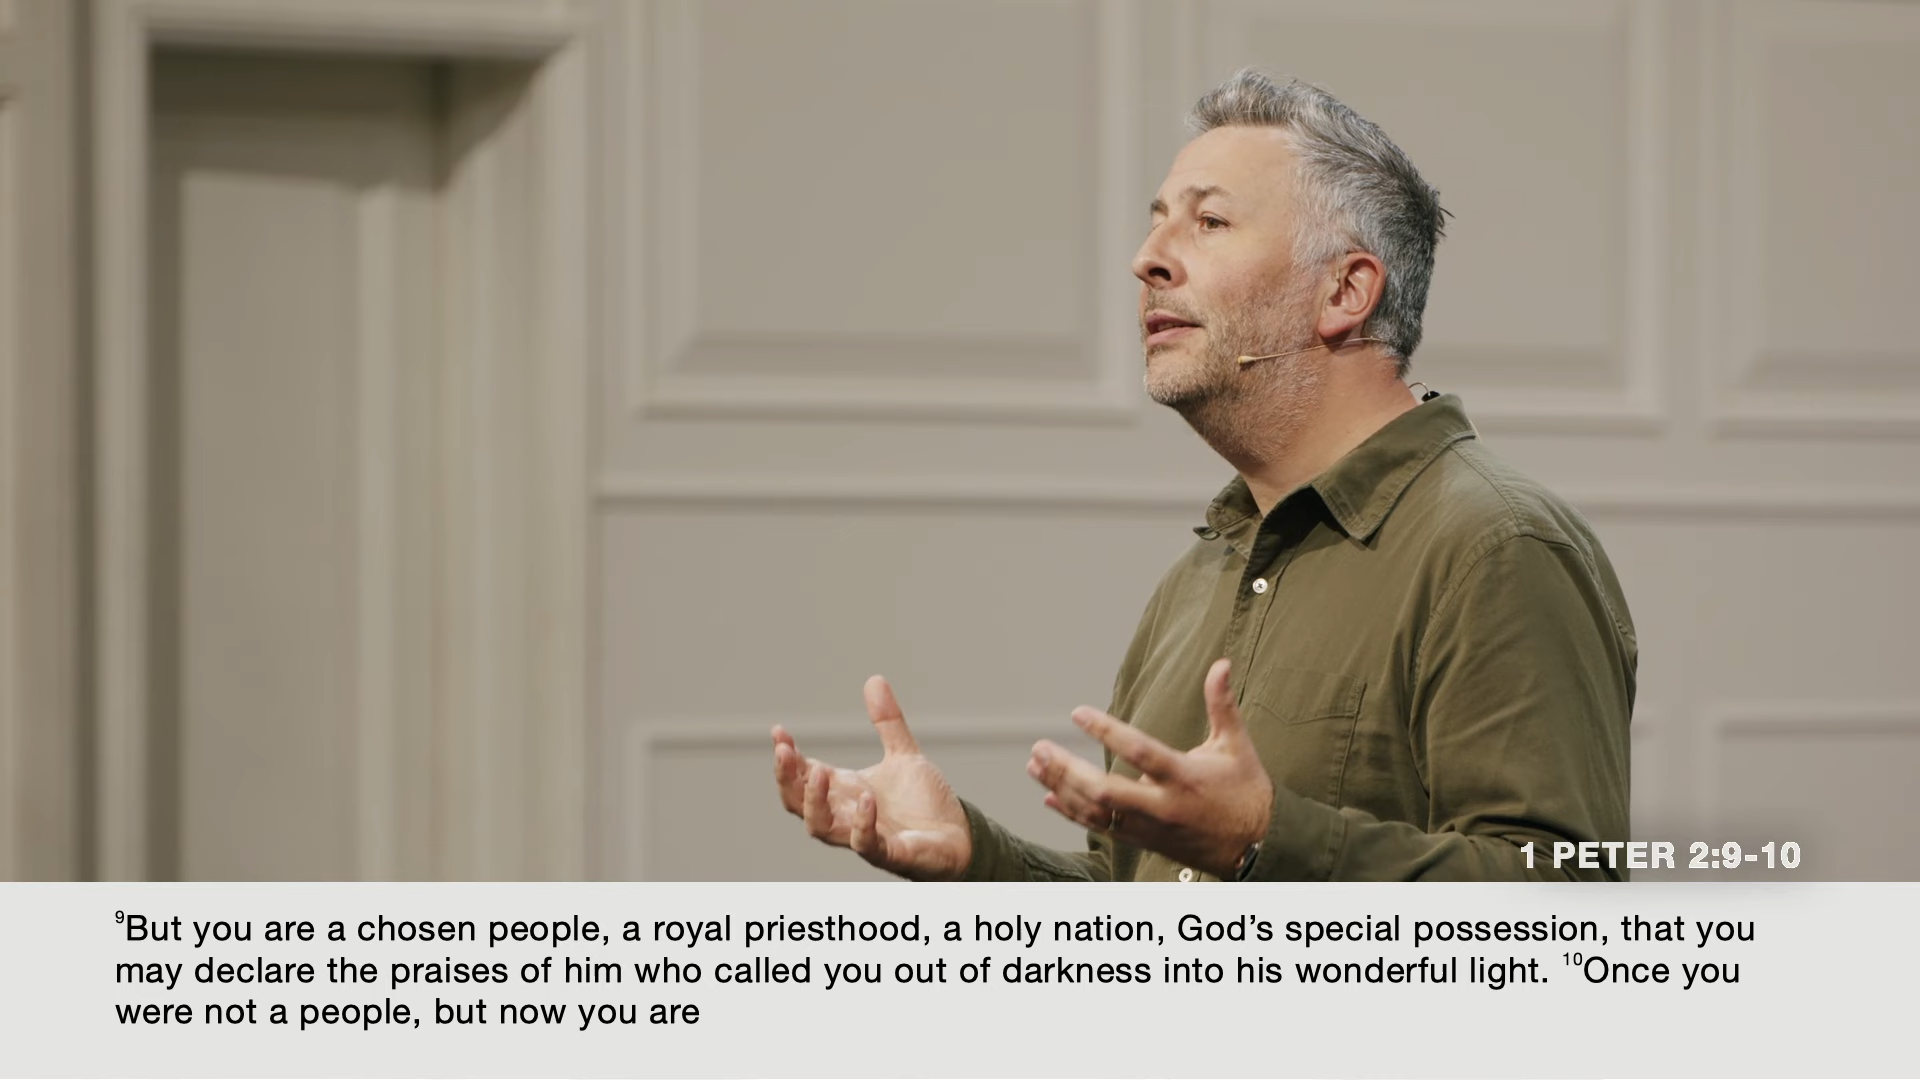 1 PETER 2:9-10
⁹But you are a chosen people, a royal priesthood, a holy nation, God’s special possession, that you
may declare the praises of him who called you out of darkness into his wonderful light. ¹⁰Once you
were not a people, but now you are